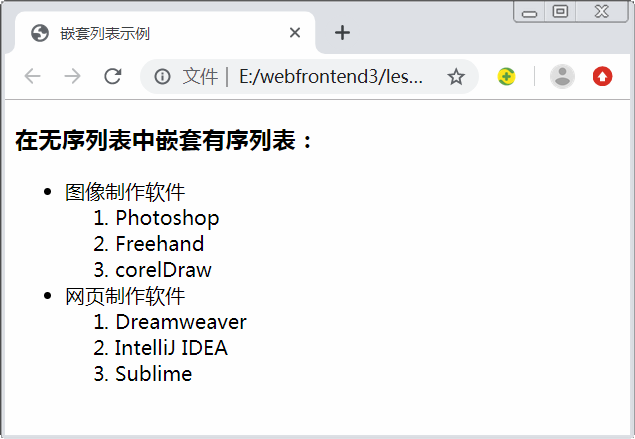 嵌套列表示例
文件 | E:/webfrontend3/les...
在无序列表中嵌套有序列表：
• 图像制作软件
1. Photoshop
2. Freehand
3. corelDraw
• 网页制作软件
1. Dreamweaver
2. IntelliJ IDEA
3. Sublime